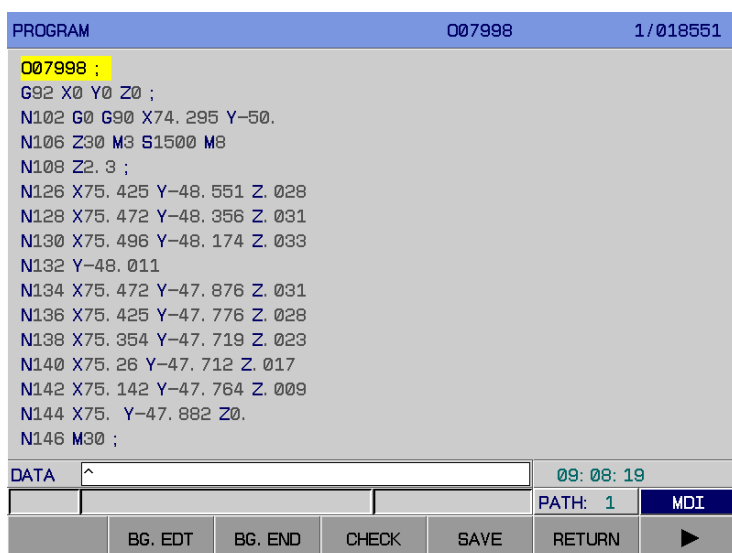 PROGRAM O07998 1/018551
O07998 ;
G92 X0 Y0 Z0 ;
N102 G0 G90 X74. 295 Y-50.
N106 Z30 M3 S1500 M8
N108 Z2. 3 ;
N126 X75. 425 Y-48. 551 Z. 028
N128 X75. 472 Y-48. 356 Z. 031
N130 X75. 496 Y-48. 174 Z. 033
N132 Y-48. 011
N134 X75. 472 Y-47. 876 Z. 031
N136 X75. 425 Y-47. 776 Z. 028
N138 X75. 354 Y-47. 719 Z. 023
N140 X75. 26 Y-47. 712 Z. 017
N142 X75. 142 Y-47. 764 Z. 009
N144 X75. Y-47. 882 Z0.
N146 M30 ;
DATA ^ 09: 08: 19
PATH: 1 MDI
BG. EDT BG. END CHECK SAVE RETURN ▶